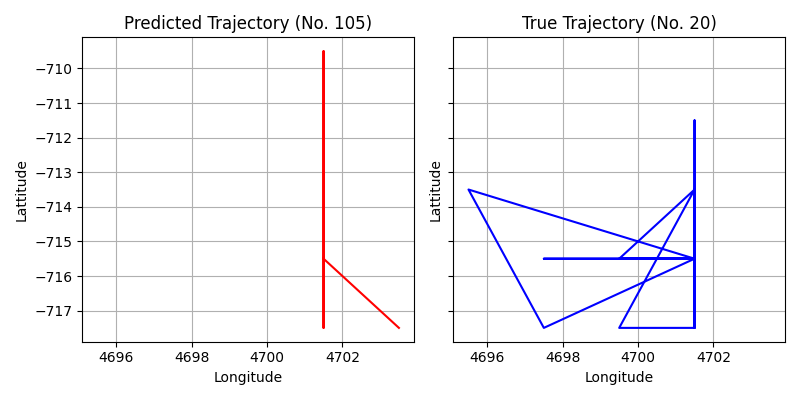 Predicted Trajectory (No. 105)
True Trajectory (No. 20)
−710
−711
−712
−713
−714
−715
−716
−717
Lattitude
Lattitude
4696
4698
4700
4702
4696
4698
4700
4702
Longitude
Longitude